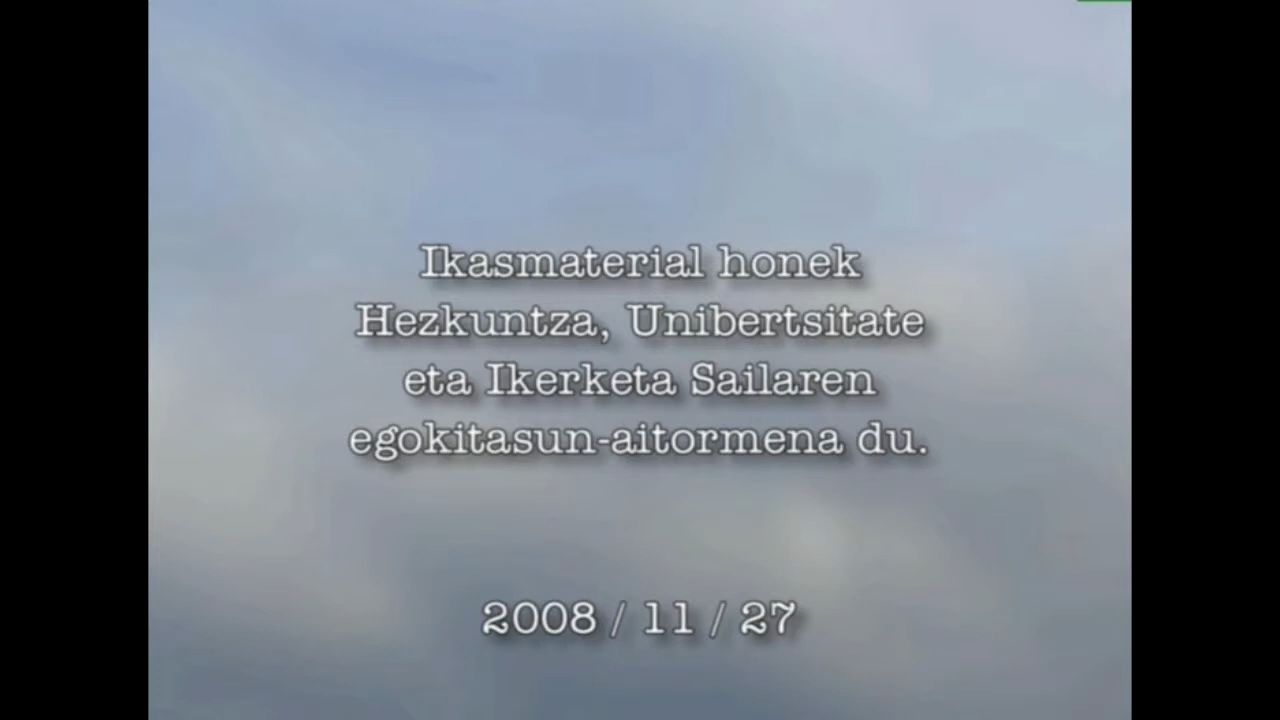 Ikasmaterial honek
Hezkuntza, Unibertsitate
eta Ikerketa Sailaren
egokitasun-aitormena du.
2008 / 11 / 27